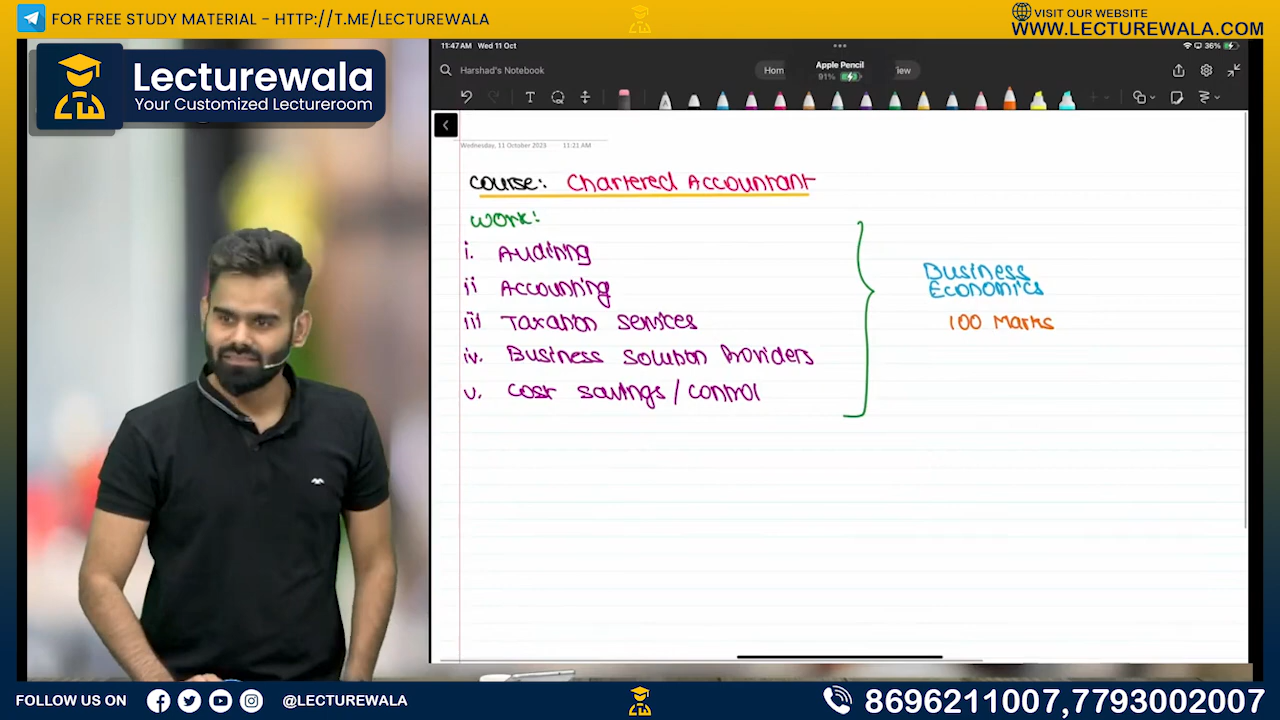 FOR FREE STUDY MATERIAL - HTTP://T.ME/LECTUREWALA
VISIT OUR WEBSITE
WWW.LECTUREWALA.COM
Lecturewala
Your Customized Lectureroom
11:47 AM Wed 11 Oct
36%
Harshad's Notebook
Hom
Apple Pencil
91%
iew
Wednesday, 11 October 2023 11:21 AM
Course: Chartered Accountant
Work:
i. Auditing
ii Accounting
iii Taxation services
iv. Business Solution Providers
v. Cost savings / control
Business
Economics
100 Marks
FOLLOW US ON
@LECTUREWALA
8696211007,7793002007